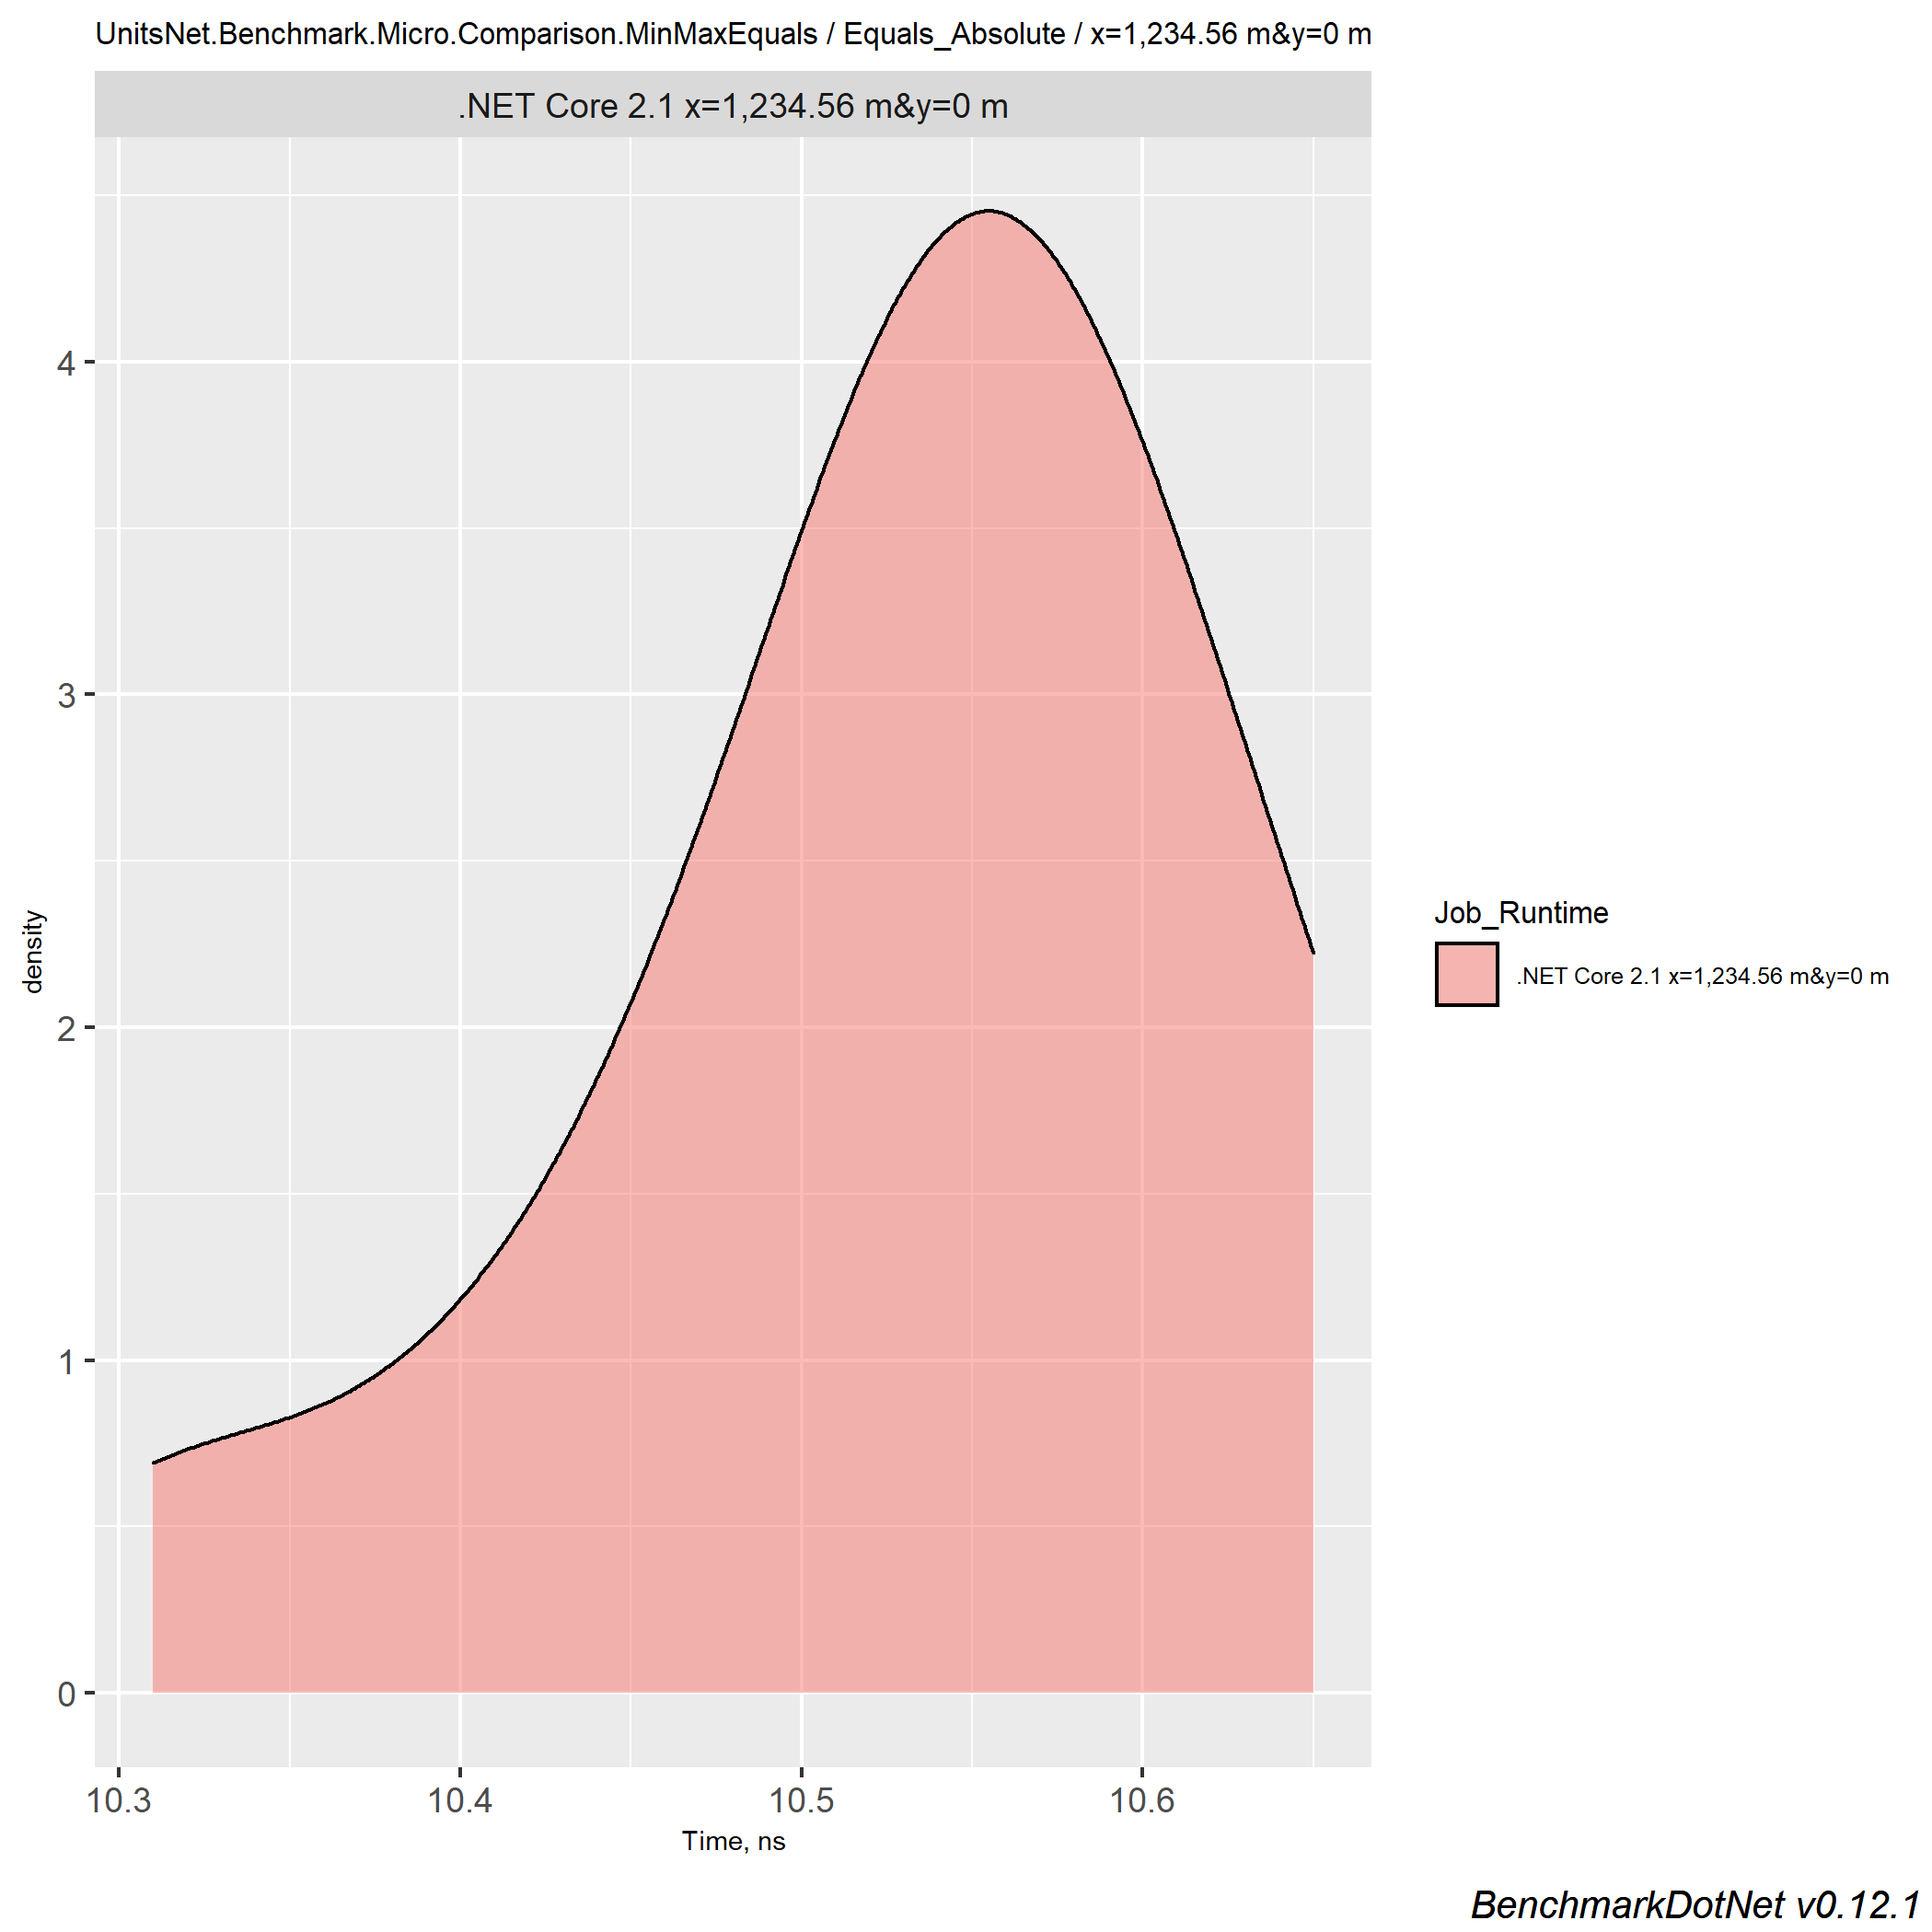 UnitsNet.Benchmark.Micro.Comparison.MinMaxEquals / Equals_Absolute / x=1,234.56 m&y=0 m
.NET Core 2.1 x=1,234.56 m&y=0 m
4
3
2
1
0
density
10.3 10.4 10.5 10.6
Time, ns
Job_Runtime
.NET Core 2.1 x=1,234.56 m&y=0 m
BenchmarkDotNet v0.12.1